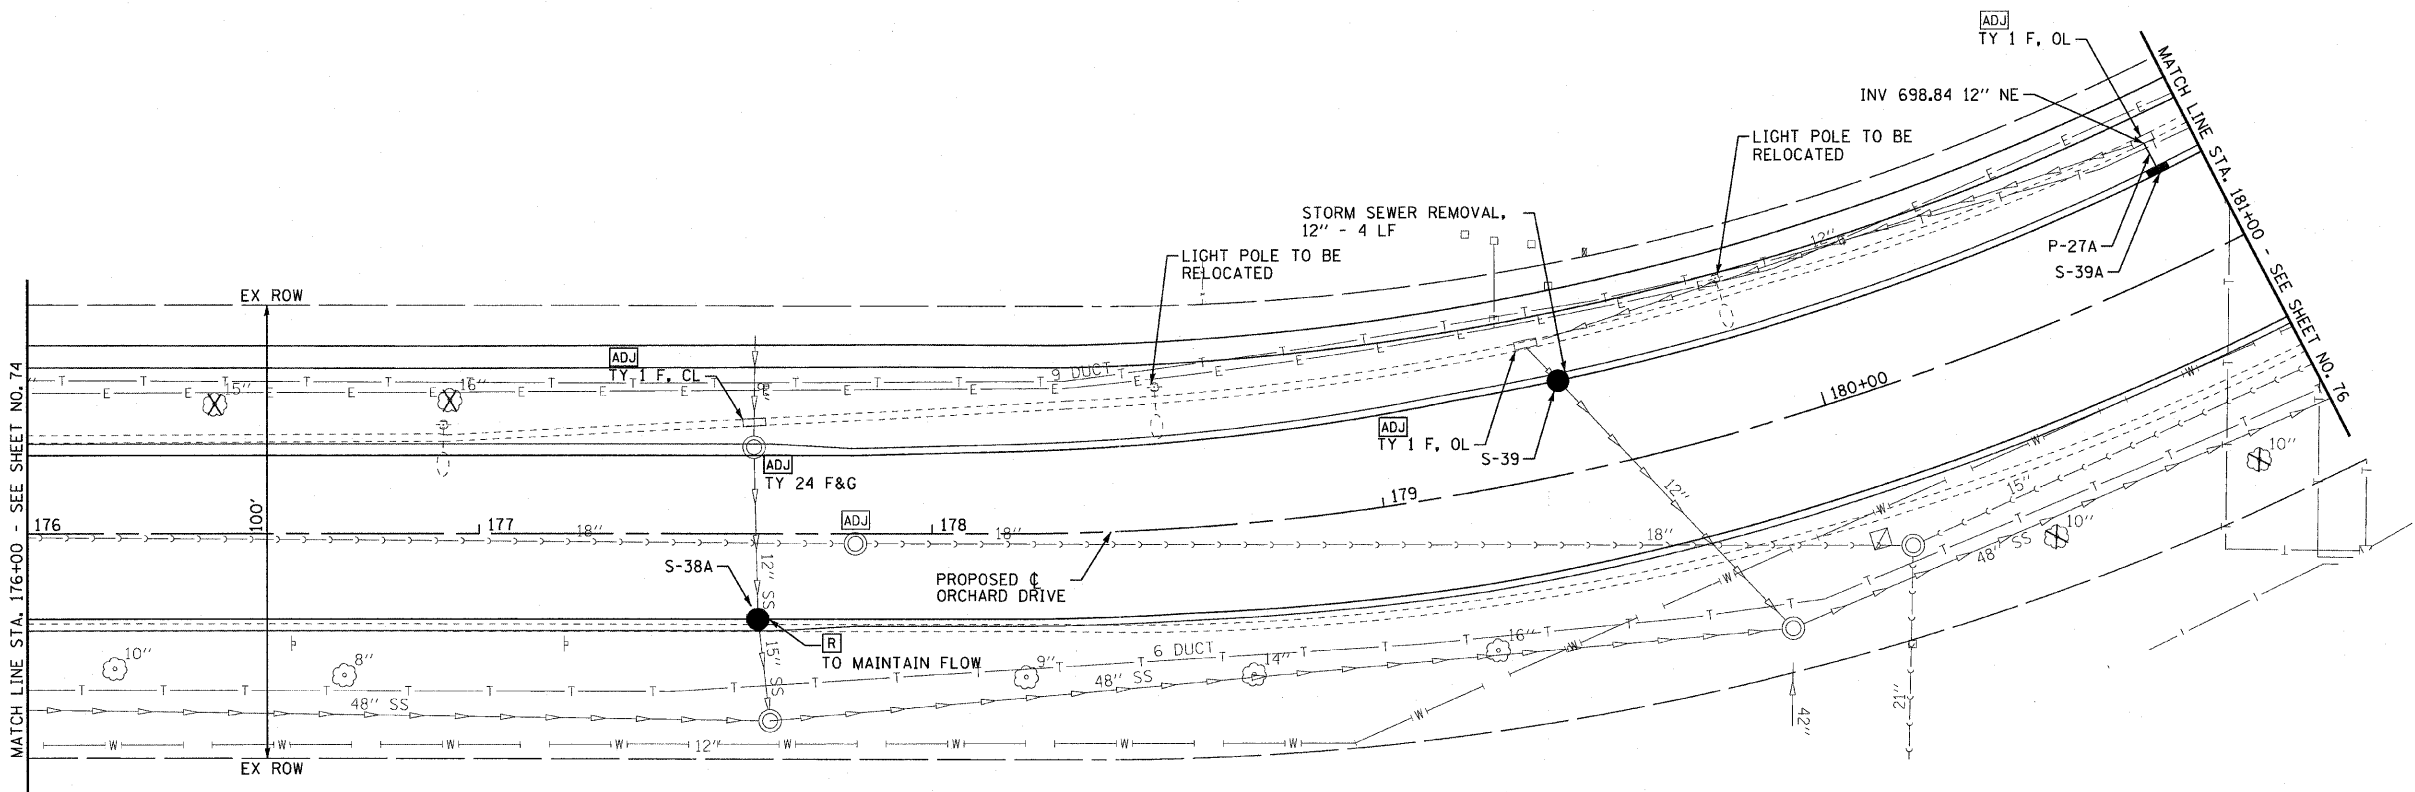 ADJ
TY 1 F, OL
INV 698.84 12" NE
LIGHT POLE TO BE
RELOCATED
STORM SEWER REMOVAL,
12" - 4 LF
LIGHT POLE TO BE
RELOCATED
12"
P-27A
S-39A
MATCH LINE STA. 181+00 - SEE SHEET NO. 76
EX ROW
ADJ
TY 1 F, CL
9 DUCT
15"
16"
8"
180+00
ADJ
TY 1 F, OL
S-39
ADJ
TY 24 F&G
MATCH LINE STA. 176+00 - SEE SHEET NO. 74
100'
176
177
18"
ADJ
178
18"
179
12"
18"
15"
10"
10"
48" SS
S-38A
12" SS
PROPOSED ℄
ORCHARD DRIVE
R
TO MAINTAIN FLOW
15" SS
10"
8"
9"
6 DUCT
14"
16"
48" SS
48" SS
12"
42"
21"
EX ROW
T
E
W